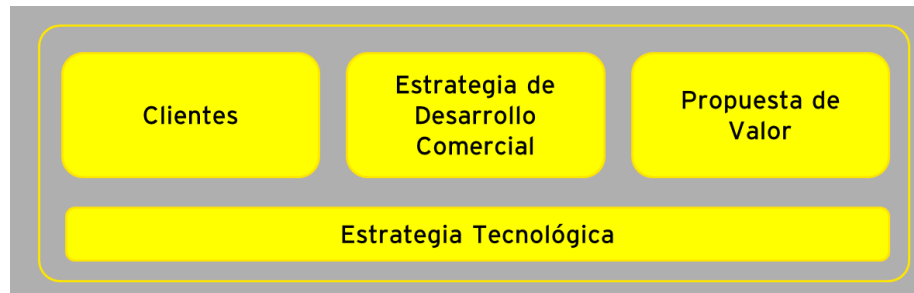 Clientes
Estrategia de
Desarrollo
Comercial
Propuesta de
Valor
Estrategia Tecnológica